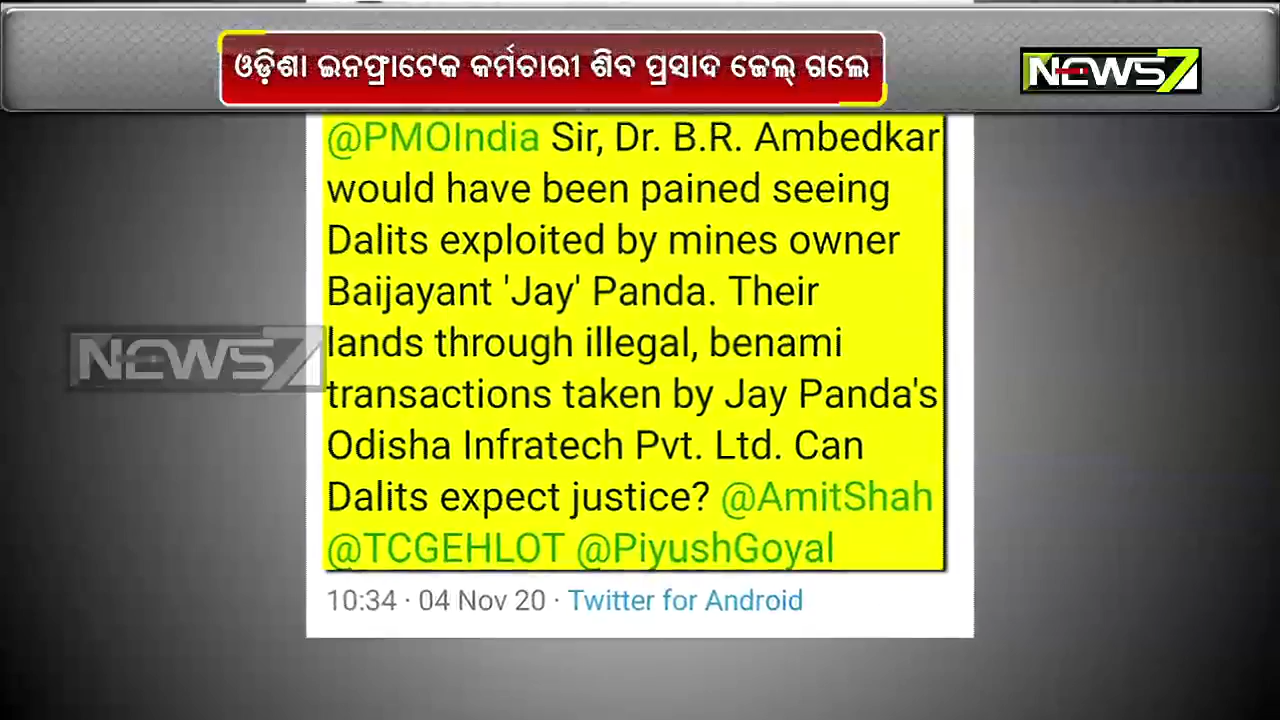 ଓଡ଼ିଶା ଇନଫ୍ରାଟେକ କର୍ମଚାରୀ ଶିବ ପ୍ରସାଦ ଜେଲ୍ ଗଲେ
NEWS7
@PMOIndia Sir, Dr. B.R. Ambedkar
would have been pained seeing
Dalits exploited by mines owner
Baijayant 'Jay' Panda. Their
lands through illegal, benami
transactions taken by Jay Panda's
Odisha Infratech Pvt. Ltd. Can
Dalits expect justice? @AmitShah
@TCGEHLOT @PiyushGoyal
10:34 · 04 Nov 20 · Twitter for Android
NEWS7